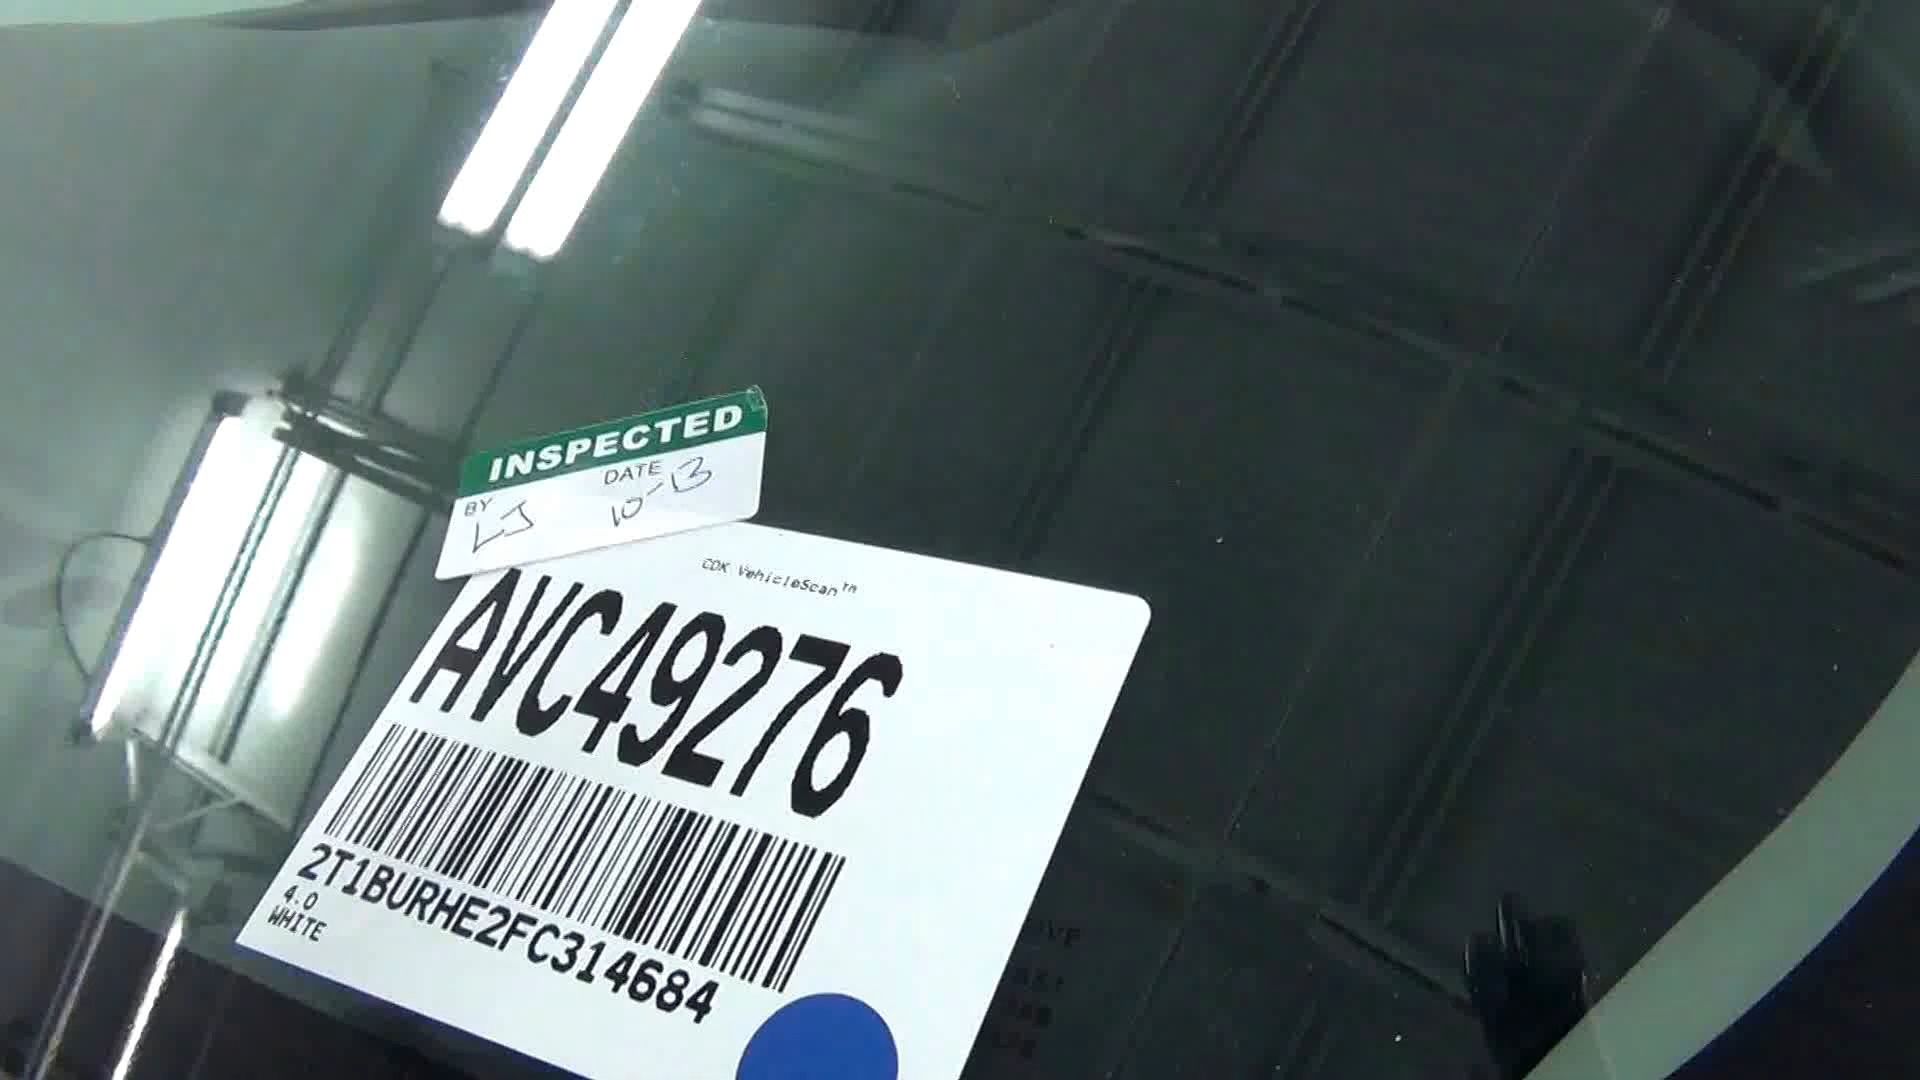 INSPECTED
BY LJ DATE 10-13
CDK VehicleScan™
AVC49276
2T1BURHE2FC314684
4.0
WHITE